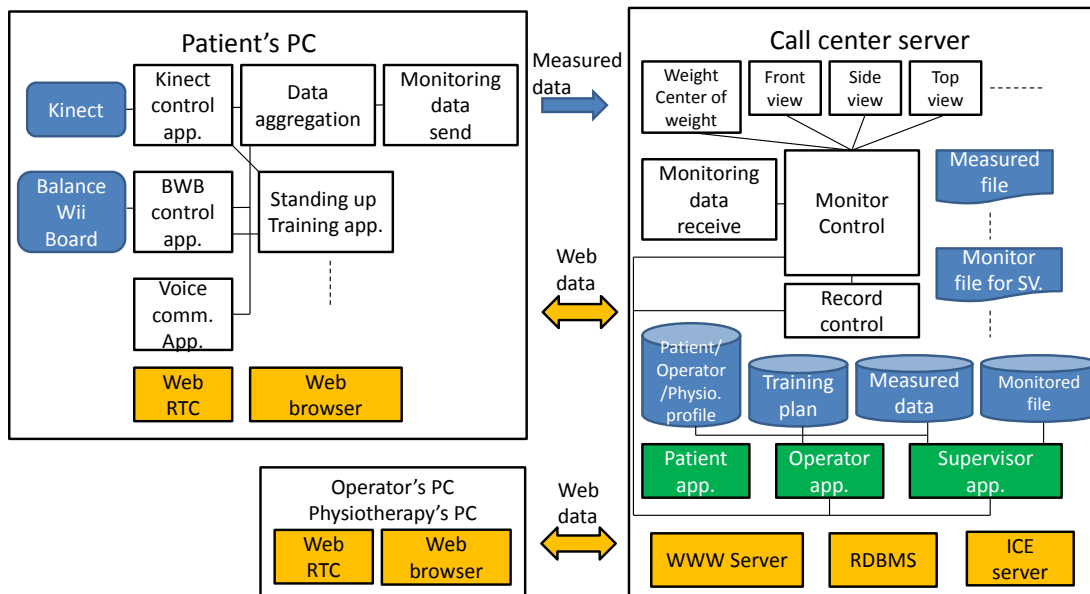 Patient's PC
Kinect
Kinect
control
app.
Data
aggregation
Monitoring
data
send
Balance
Wii
Board
BWB
control
app.
Standing up
Training app.
Voice
comm.
App.
Web
RTC
Web
browser
Measured
data
Web
data
Operator's PC
Physiotherapy's PC
Web
RTC
Web
browser
Web
data
Call center server
Weight
Center of
weight
Front
view
Side
view
Top
view
Monitoring
data
receive
Monitor
Control
Measured
file
Monitor
file for SV.
Record
control
Patient/
Operator
/Physio.
profile
Training
plan
Measured
data
Monitored
file
Patient
app.
Operator
app.
Supervisor
app.
WWW Server
RDBMS
ICE
server